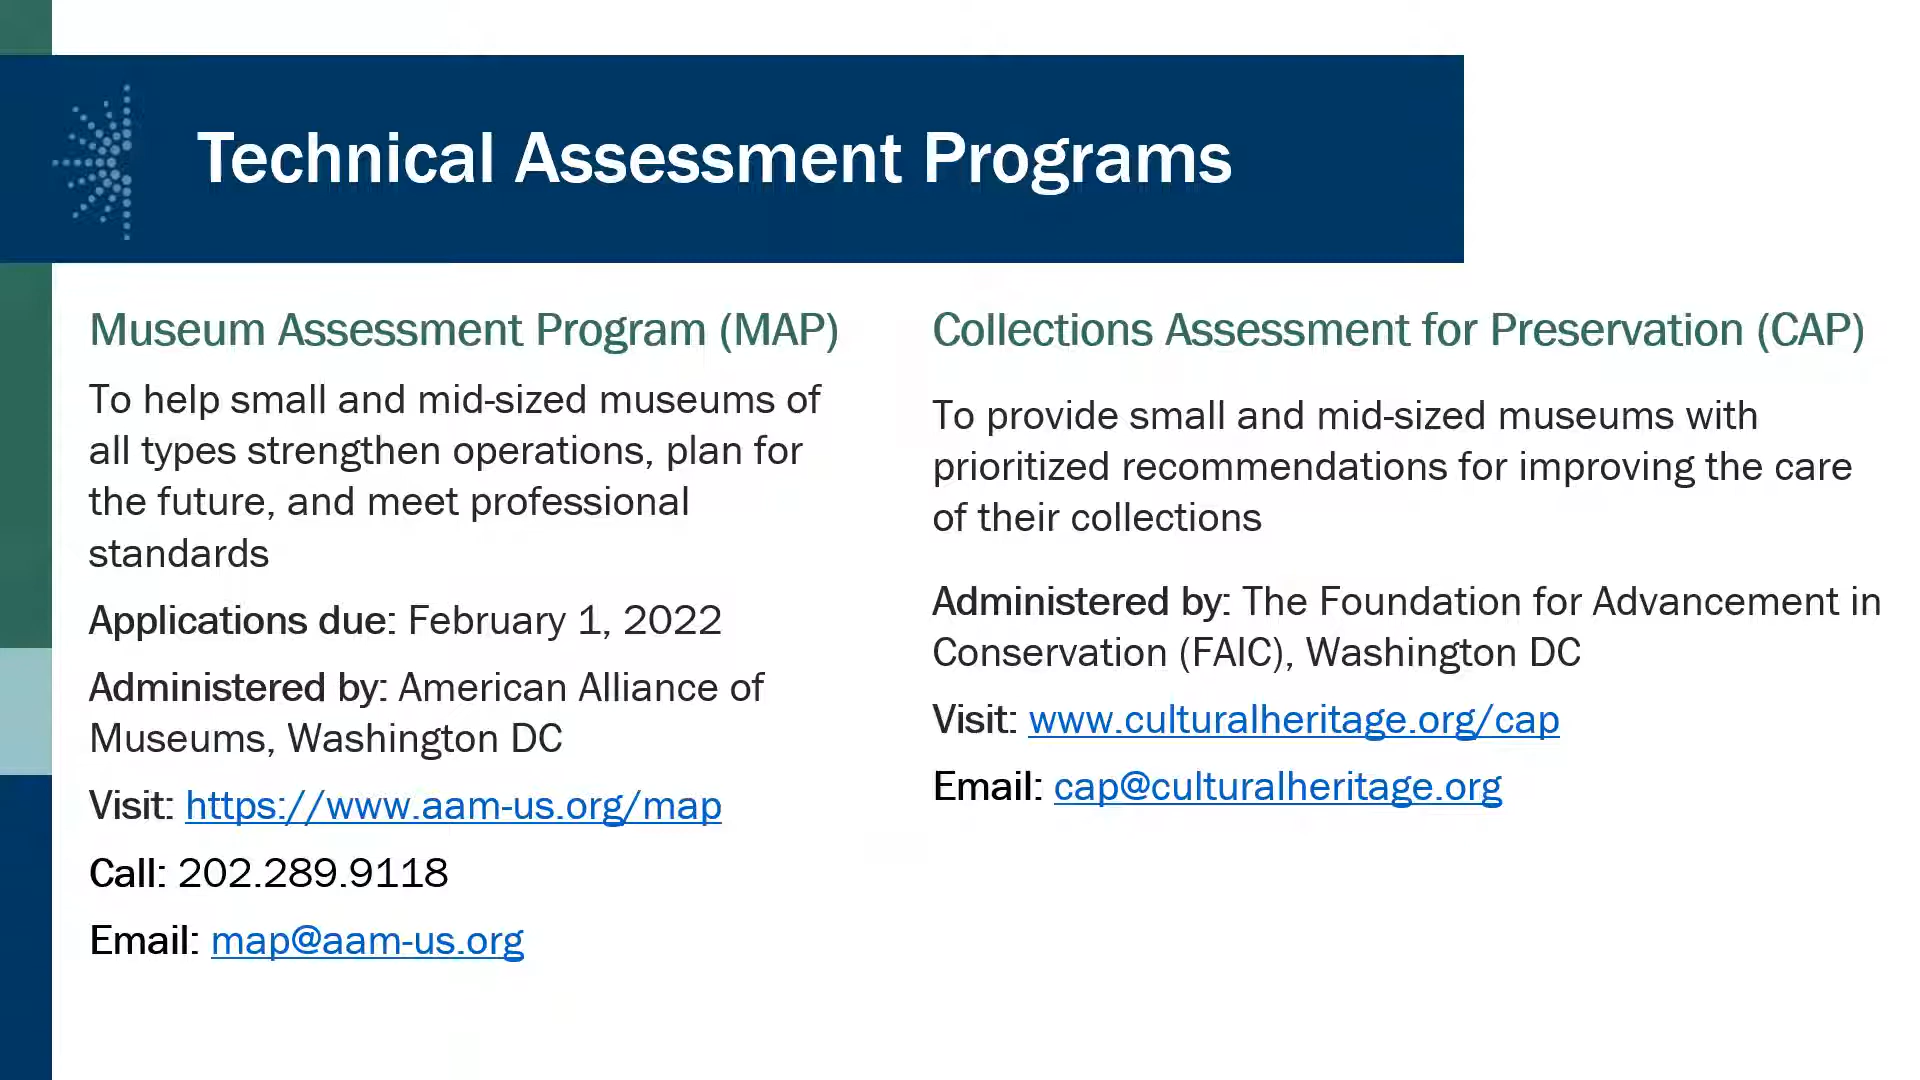 Technical Assessment Programs
Museum Assessment Program (MAP)
To help small and mid-sized museums of
all types strengthen operations, plan for
the future, and meet professional
standards
Applications due: February 1, 2022
Administered by: American Alliance of
Museums, Washington DC
Visit: https://www.aam-us.org/map
Call: 202.289.9118
Email: map@aam-us.org
Collections Assessment for Preservation (CAP)
To provide small and mid-sized museums with
prioritized recommendations for improving the care
of their collections
Administered by: The Foundation for Advancement in
Conservation (FAIC), Washington DC
Visit: www.culturalheritage.org/cap
Email: cap@culturalheritage.org